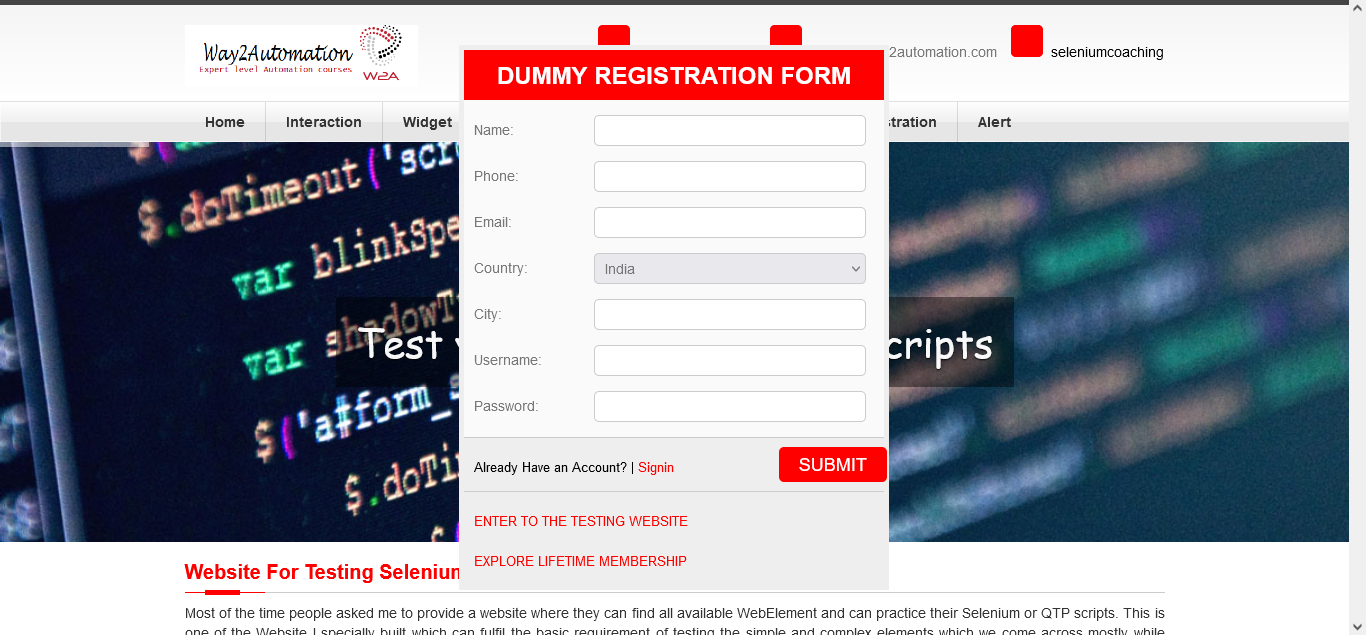 Way2Automation
Expert level Automation courses
W2A
2automation.com
seleniumcoaching
Home
Interaction
Widget
stration
Alert
DUMMY REGISTRATION FORM
Name:
Phone:
Email:
Country:
India
City:
Username:
Password:
Already Have an Account? | Signin
SUBMIT
ENTER TO THE TESTING WEBSITE
EXPLORE LIFETIME MEMBERSHIP
$.doTimeout('scro
var blinkSpe
var shadowT
$('a#form_s
$.doTi
Test
cripts
Website For Testing Selenium
Most of the time people asked me to provide a website where they can find all available WebElement and can practice their Selenium or QTP scripts. This is
one of the Website I specially built which can fulfil the basic requirement of testing the simple and complex elements which we come across mostly while